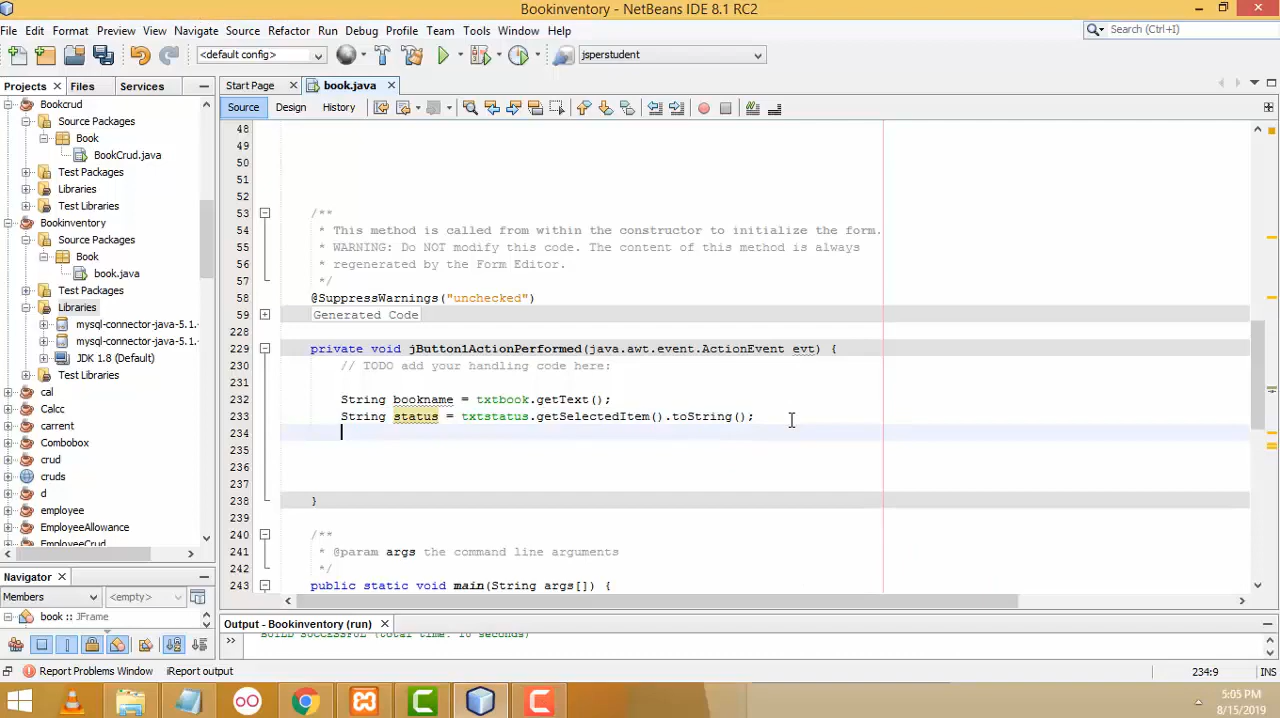 Bookinventory - NetBeans IDE 8.1 RC2
File Edit View Navigate Source Refactor Run Debug Profile Team Tools Window Help
Search (Ctrl+I)
<default config>
jsperstudent
Projects Files Services
Start Page book.java
Source Design History
Bookcrud
Source Packages
Book
BookCrud.java
Test Packages
Libraries
Test Libraries
Bookinventory
Source Packages
Book
book.java
Test Packages
Libraries
mysql-connector-java-5.1.
mysql-connector-java-5.1.
JDK 1.8 (Default)
Test Libraries
cal
Calcc
carrent
Combobox
crud
cruds
d
employee
EmployeeAllowance
EmployeeCrud
48
49
50
51
52
53 /**
54 * This method is called from within the constructor to initialize the form.
55 * WARNING: Do NOT modify this code. The content of this method is always
56 * regenerated by the Form Editor.
57 */
58 @SuppressWarnings("unchecked")
59 Generated Code
228
229 private void jButton1ActionPerformed(java.awt.event.ActionEvent evt) {
230 // TODO add your handling code here:
231
232 String bookname = txtbook.getText();
233 String status = txtstatus.getSelectedItem().toString();
234
235
236
237
238 }
239
240 /**
241 * @param args the command line arguments
242 */
243 public static void main(String args[]) {
Navigator
Members <empty>
book :: JFrame
Output - Bookinventory (run)
BUILD SUCCESSFUL (total time: 10 seconds)
Report Problems Window iReport output
234:9 INS
5:05 PM
8/15/2019